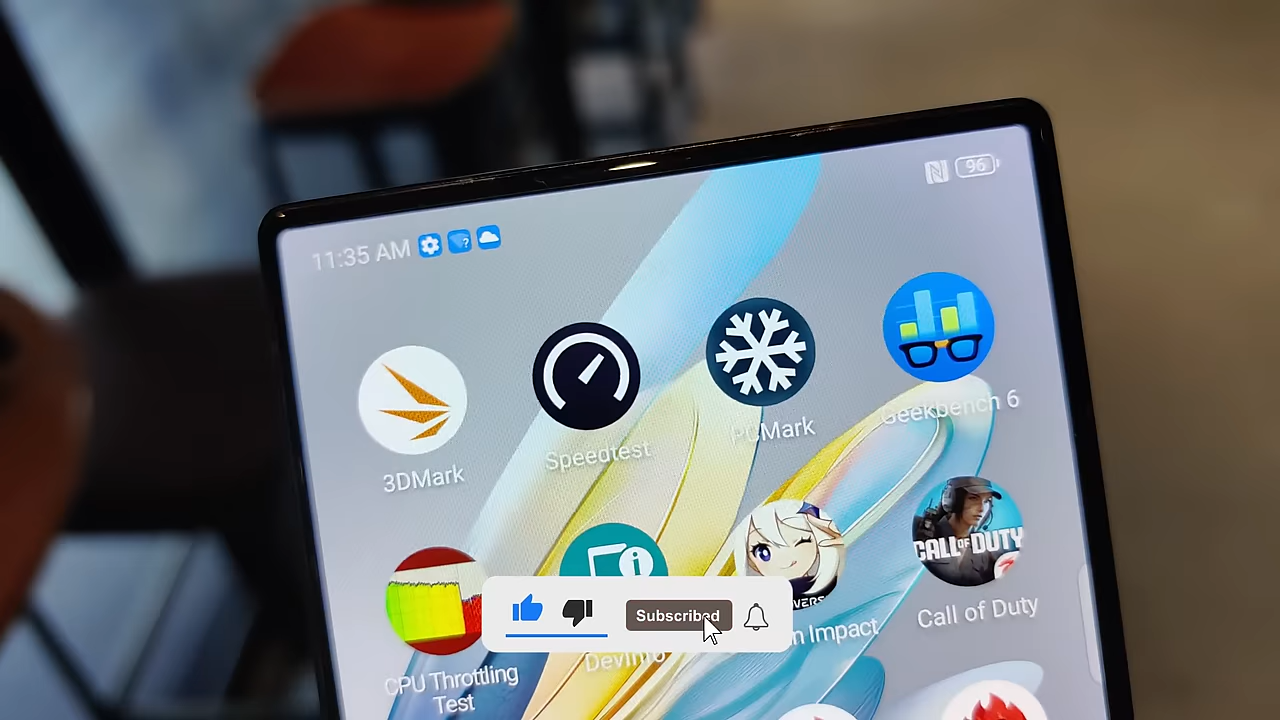 11:35 AM
96
3DMark
Speedtest
PCMark
Geekbench 6
CALL OF DUTY
CPU Throttling
Test
Impact
Call of Duty
Subscribed